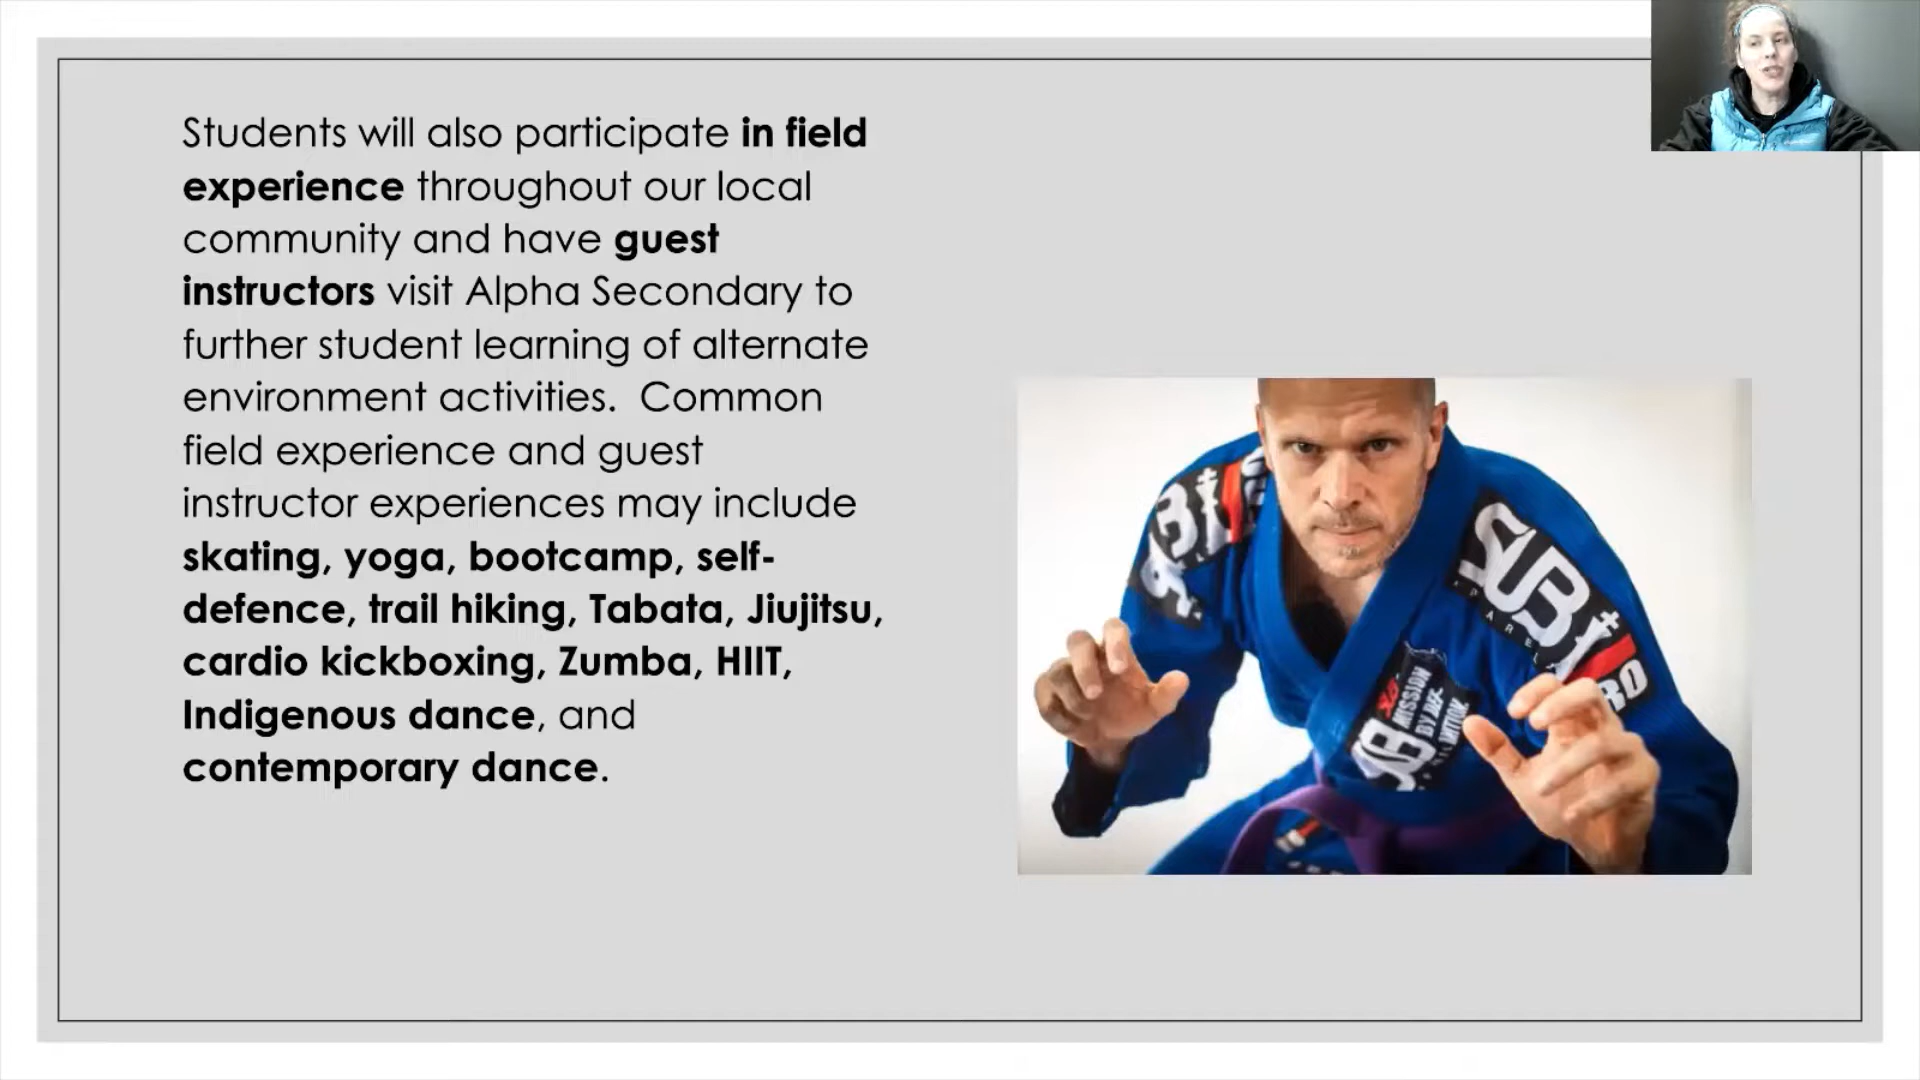 Students will also participate in field
experience throughout our local
community and have guest
instructors visit Alpha Secondary to
further student learning of alternate
environment activities.  Common
field experience and guest
instructor experiences may include
skating, yoga, bootcamp, self-
defence, trail hiking, Tabata, Jiujitsu,
cardio kickboxing, Zumba, HIIT,
Indigenous dance, and
contemporary dance.
MISSION
BY